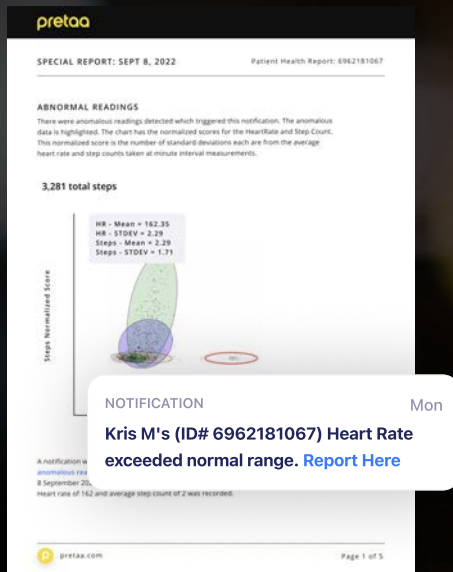 pretaa
SPECIAL REPORT: SEPT 8, 2022
Patient Health Report: 6962181067
ABNORMAL READINGS
There were anomalous readings detected which triggered this notification. The anomalous
data is highlighted. The chart has the normalized scores for the HeartRate and Step Count.
This normalized score is the number of standard deviations each are from the average
heart rate and step counts taken at minute interval measurements.
3,281 total steps
HR - Mean = 162.35
HR - STDEV = 2.29
Steps - Mean = 2.29
Steps - STDEV = 1.71
Steps Normalized Score
NOTIFICATION
Mon
Kris M's (ID# 6962181067) Heart Rate
exceeded normal range. Report Here
A notification
anomalous
8 September
Heart rate of 162 and average step count of 2 was recorded.
pretaa.com
Page 1 of 5